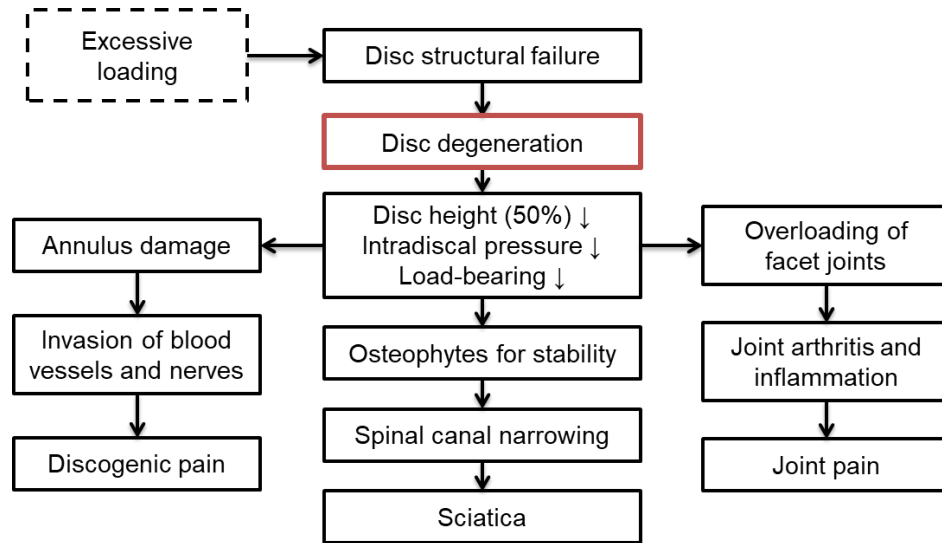 Excessive
loading
Disc structural failure
Disc degeneration
Disc height (50%) ↓
Intradiscal pressure ↓
Load-bearing ↓
Annulus damage
Invasion of blood
vessels and nerves
Discogenic pain
Osteophytes for stability
Spinal canal narrowing
Sciatica
Overloading of
facet joints
Joint arthritis and
inflammation
Joint pain